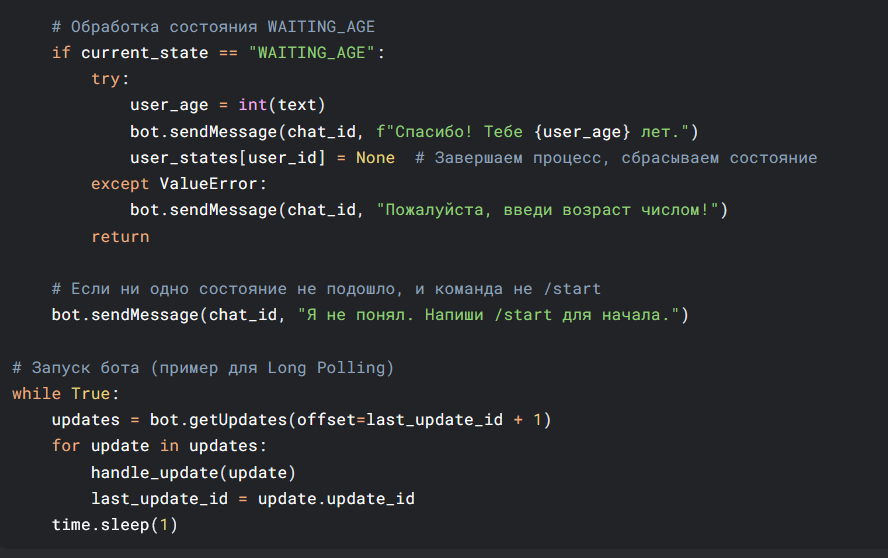 # Обработка состояния WAITING_AGE
if current_state == "WAITING_AGE":
try:
user_age = int(text)
bot.sendMessage(chat_id, f"Спасибо! Тебе {user_age} лет.")
user_states[user_id] = None  # Завершаем процесс, сбрасываем состояние
except ValueError:
bot.sendMessage(chat_id, "Пожалуйста, введи возраст числом!")
return
# Если ни одно состояние не подошло, и команда не /start
bot.sendMessage(chat_id, "Я не понял. Напиши /start для начала.")
# Запуск бота (пример для Long Polling)
while True:
updates = bot.getUpdates(offset=last_update_id + 1)
for update in updates:
handle_update(update)
last_update_id = update.update_id
time.sleep(1)